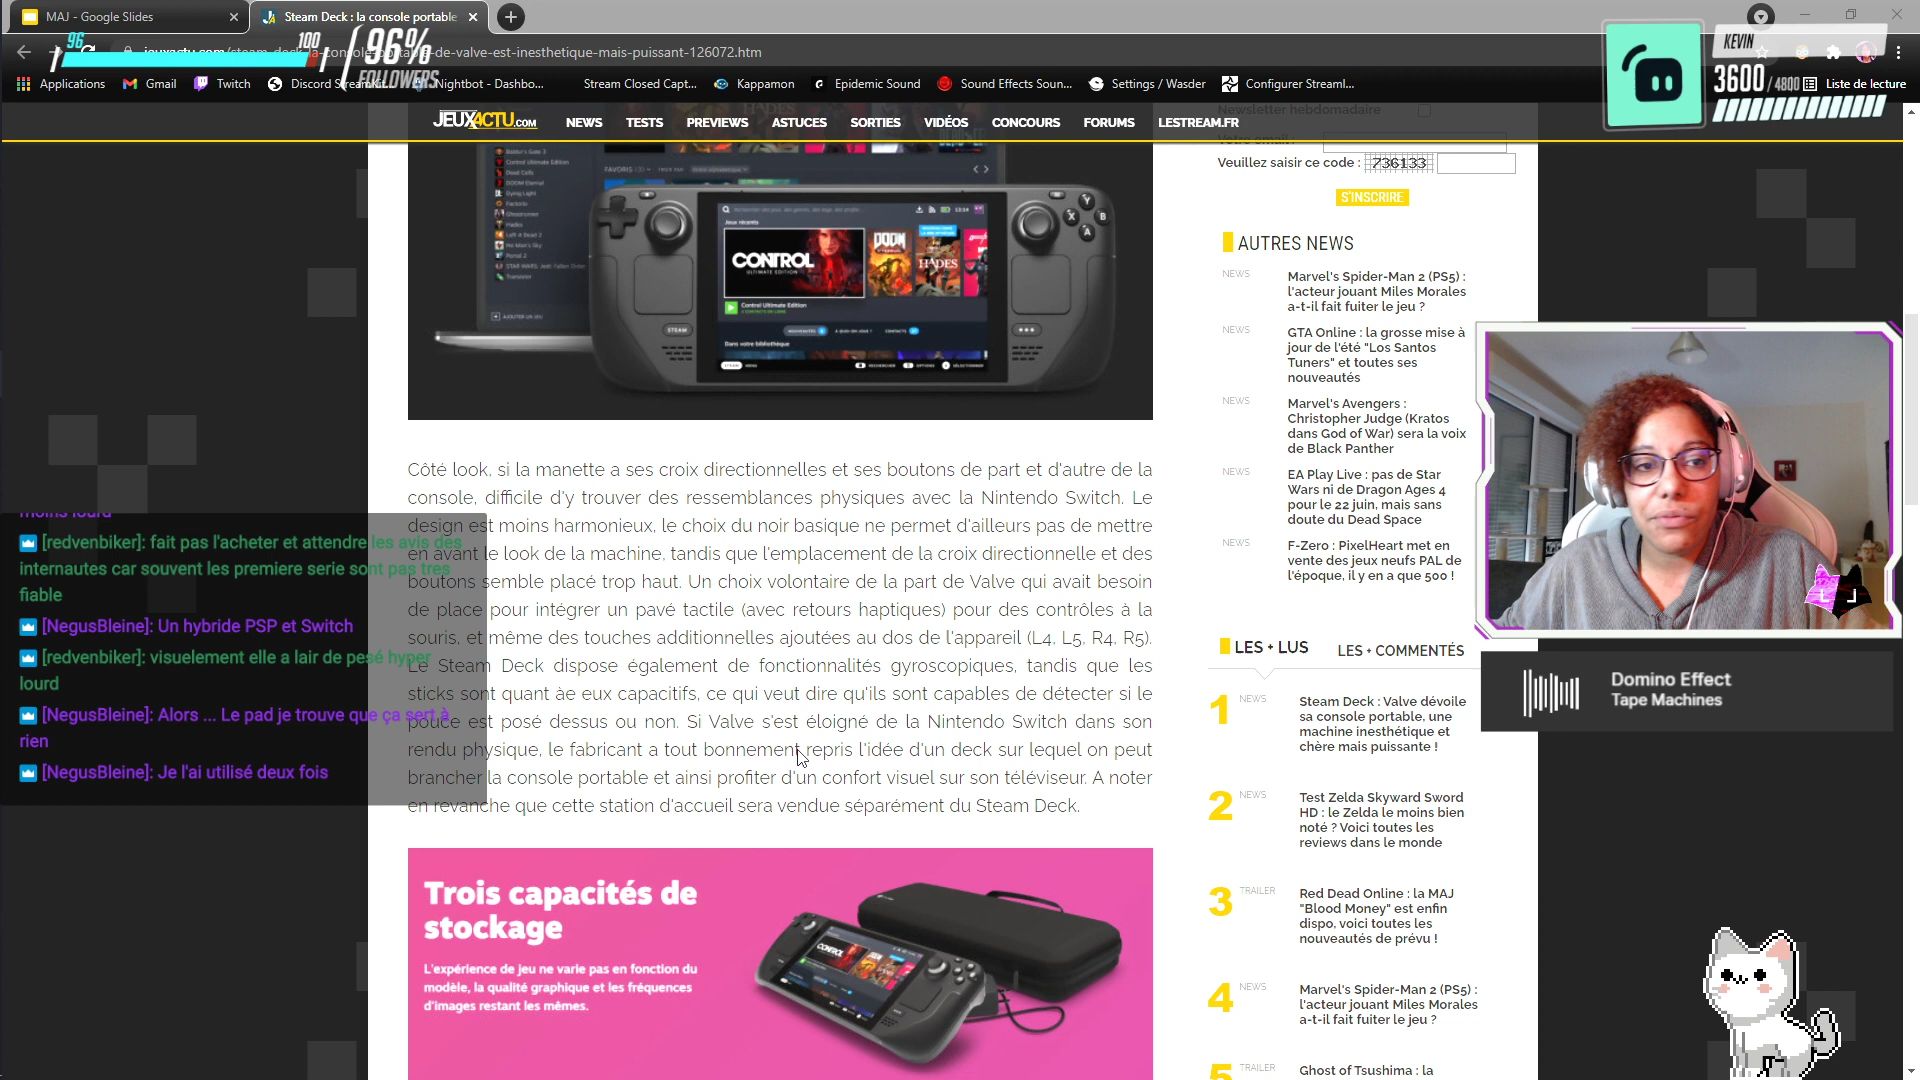 MAJ - Google Slides
Steam Deck : la console portable
96
100
96%
FOLLOWERS
-de-valve-est-inesthetique-mais-puissant-126072.htm
KEVIN
3600 / 4800
Applications
Gmail
Twitch
Discord
Nightbot - Dashbo...
Stream Closed Capt...
Kappamon
Epidemic Sound
Sound Effects Soun...
Settings / Wasder
Configurer Streaml...
Liste de lecture
JEUXACTU.COM
NEWS
TESTS
PREVIEWS
ASTUCES
SORTIES
VIDÉOS
CONCOURS
FORUMS
LESTREAM.FR
Newsletter hebdomadaire
Votre email :
Veuillez saisir ce code :
736133
S'INSCRIRE
CONTROL
ULTIMATE EDITION
DOOM
HADES
Control Ultimate Edition
STEAM
Dans votre bibliothèque
Côté look, si la manette a ses croix directionnelles et ses boutons de part et d'autre de la
console, difficile d'y trouver des ressemblances physiques avec la Nintendo Switch. Le
design est moins harmonieux, le choix du noir basique ne permet d'ailleurs pas de mettre
en avant le look de la machine, tandis que l'emplacement de la croix directionnelle et des
boutons semble placé trop haut. Un choix volontaire de la part de Valve qui avait besoin
de place pour intégrer un pavé tactile (avec retours haptiques) pour des contrôles à la
souris, et même des touches additionnelles ajoutées au dos de l'appareil (L4, L5, R4, R5).
Le Steam Deck dispose également de fonctionnalités gyroscopiques, tandis que les
sticks sont quant àe eux capacitifs, ce qui veut dire qu'ils sont capables de détecter si le
pouce est posé dessus ou non. Si Valve s'est éloigné de la Nintendo Switch dans son
rendu physique, le fabricant a tout bonnement repris l'idée d'un deck sur lequel on peut
brancher la console portable et ainsi profiter d'un confort visuel sur son téléviseur. A noter
en revanche que cette station d'accueil sera vendue séparément du Steam Deck.
moins lourd
[redvenbiker]: fait pas l'acheter et attendre les avis des
internautes car souvent les premiere serie sont pas tres
fiable
[NegusBleine]: Un hybride PSP et Switch
[redvenbiker]: visuelement elle a lair de pesé hyper
lourd
[NegusBleine]: Alors ... Le pad je trouve que ça sert à
rien
[NegusBleine]: Je l'ai utilisé deux fois
Trois capacités de
stockage
L'expérience de jeu ne varie pas en fonction du
modèle, la qualité graphique et les fréquences
d'images restant les mêmes.
AUTRES NEWS
NEWS
Marvel's Spider-Man 2 (PS5) :
l'acteur jouant Miles Morales
a-t-il fait fuiter le jeu ?
NEWS
GTA Online : la grosse mise à
jour de l'été "Los Santos
Tuners" et toutes ses
nouveautés
NEWS
Marvel's Avengers :
Christopher Judge (Kratos
dans God of War) sera la voix
de Black Panther
NEWS
EA Play Live : pas de Star
Wars ni de Dragon Ages 4
pour le 22 juin, mais sans
doute du Dead Space
NEWS
F-Zero : PixelHeart met en
vente des jeux neufs PAL de
l'époque, il y en a que 500 !
LES + LUS
LES + COMMENTÉS
1
NEWS
Steam Deck : Valve dévoile
sa console portable, une
machine inesthétique et
chère mais puissante !
2
NEWS
Test Zelda Skyward Sword
HD : le Zelda le moins bien
noté ? Voici toutes les
reviews dans le monde
3
TRAILER
Red Dead Online : la MAJ
"Blood Money" est enfin
dispo, voici toutes les
nouveautés de prévu !
4
NEWS
Marvel's Spider-Man 2 (PS5) :
l'acteur jouant Miles Morales
a-t-il fait fuiter le jeu ?
5
TRAILER
Ghost of Tsushima : la
L J
Domino Effect
Tape Machines